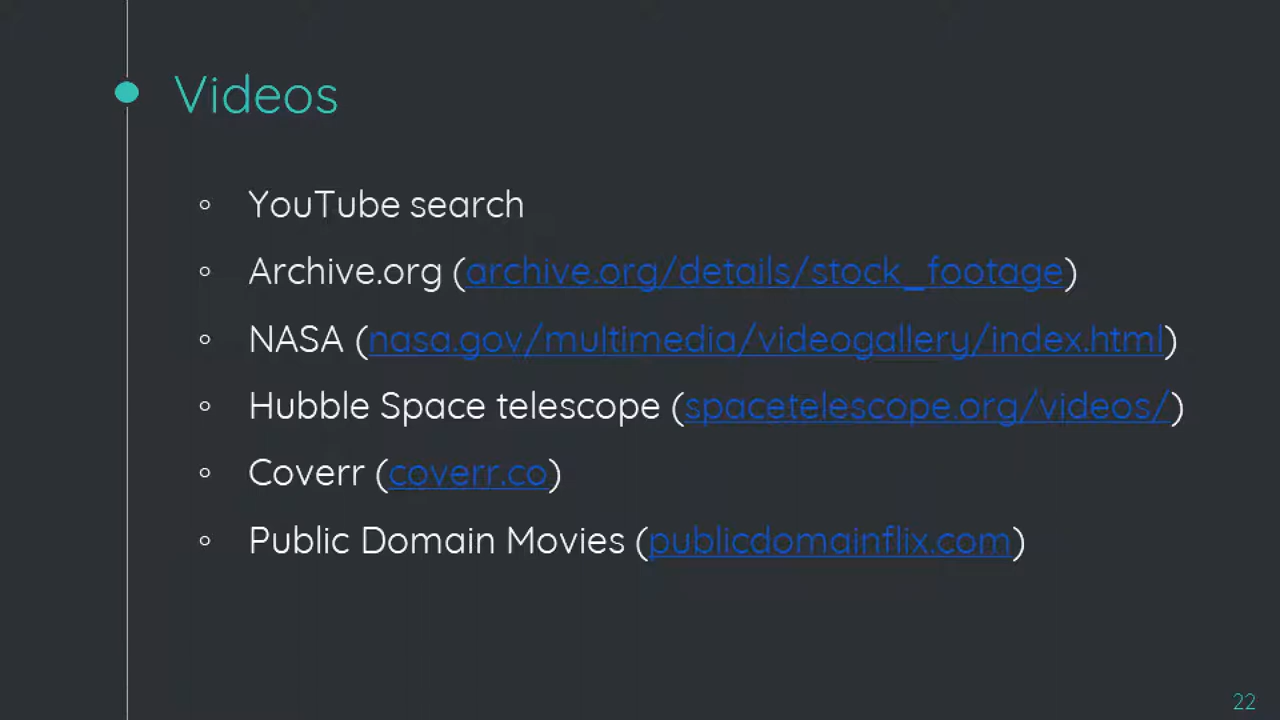 Videos
YouTube search
Archive.org (archive.org/details/stock_footage)
NASA (nasa.gov/multimedia/videogallery/index.html)
Hubble Space telescope (spacetelescope.org/videos/)
Coverr (coverr.co)
Public Domain Movies (publicdomainflix.com)
22